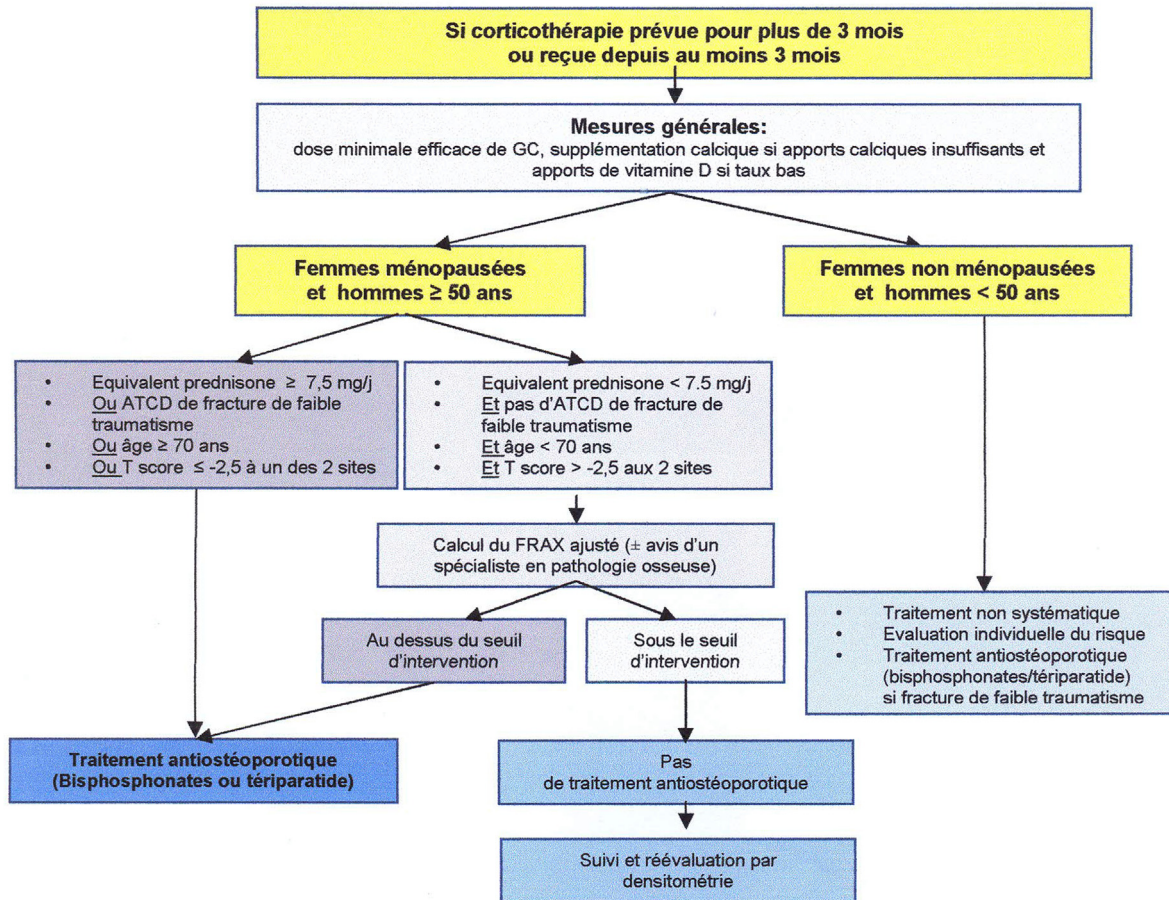 Si corticothérapie prévue pour plus de 3 mois
ou reçue depuis au moins 3 mois
Mesures générales:
dose minimale efficace de GC, supplémentation calcique si apports calciques insuffisants et
apports de vitamine D si taux bas
Femmes ménopausées
et hommes ≥ 50 ans
Femmes non ménopausées
et hommes < 50 ans
• Equivalent prednisone ≥ 7,5 mg/j
• Ou ATCD de fracture de faible
traumatisme
• Ou âge ≥ 70 ans
• Ou T score ≤ -2,5 à un des 2 sites
• Equivalent prednisone < 7.5 mg/j
• Et pas d'ATCD de fracture de
faible traumatisme
• Et âge < 70 ans
• Et T score > -2,5 aux 2 sites
Calcul du FRAX ajusté (± avis d'un
spécialiste en pathologie osseuse)
Au dessus du seuil
d'intervention
Sous le seuil
d'intervention
• Traitement non systématique
• Evaluation individuelle du risque
• Traitement antiostéoporotique
(bisphosphonates/tériparatide)
si fracture de faible traumatisme
Traitement antiostéoporotique
(Bisphosphonates ou tériparatide)
Pas
de traitement antiostéoporotique
Suivi et réévaluation par
densitométrie